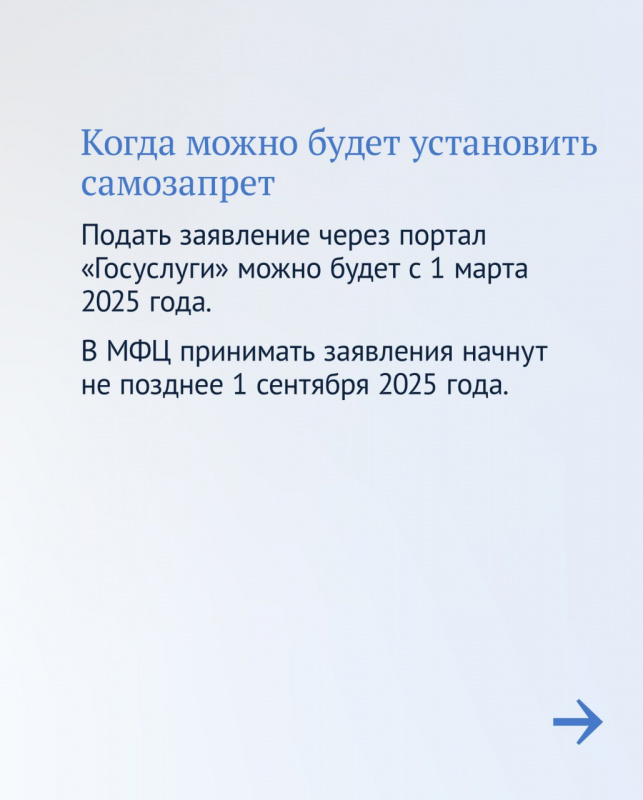 Когда можно будет установить
самозапрет
Подать заявление через портал
«Госуслуги» можно будет с 1 марта
2025 года.
В МФЦ принимать заявления начнут
не позднее 1 сентября 2025 года.